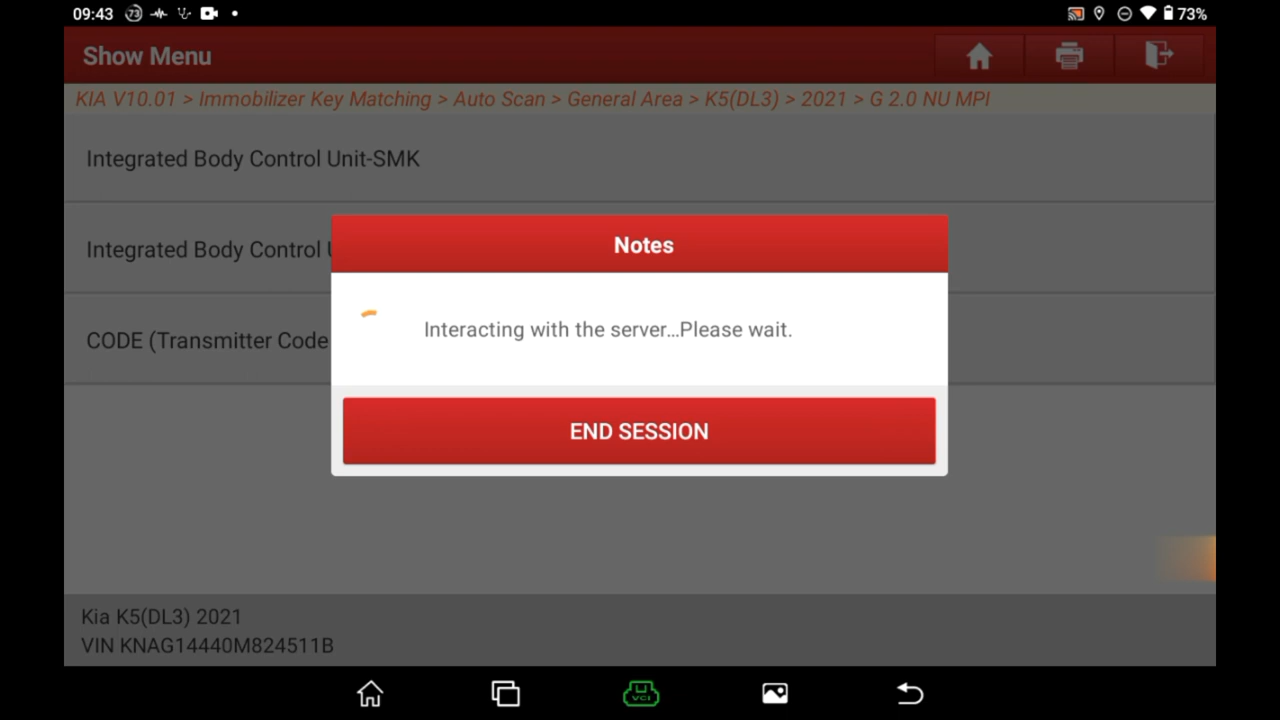 09:43 73 73%
Show Menu
KIA V10.01 > Immobilizer Key Matching > Auto Scan > General Area > K5(DL3) > 2021 > G 2.0 NU MPI
Integrated Body Control Unit-SMK
Integrated Body Control
CODE (Transmitter Code
Notes
Interacting with the server...Please wait.
END SESSION
Kia K5(DL3) 2021
VIN KNAG14440M824511B
VCI